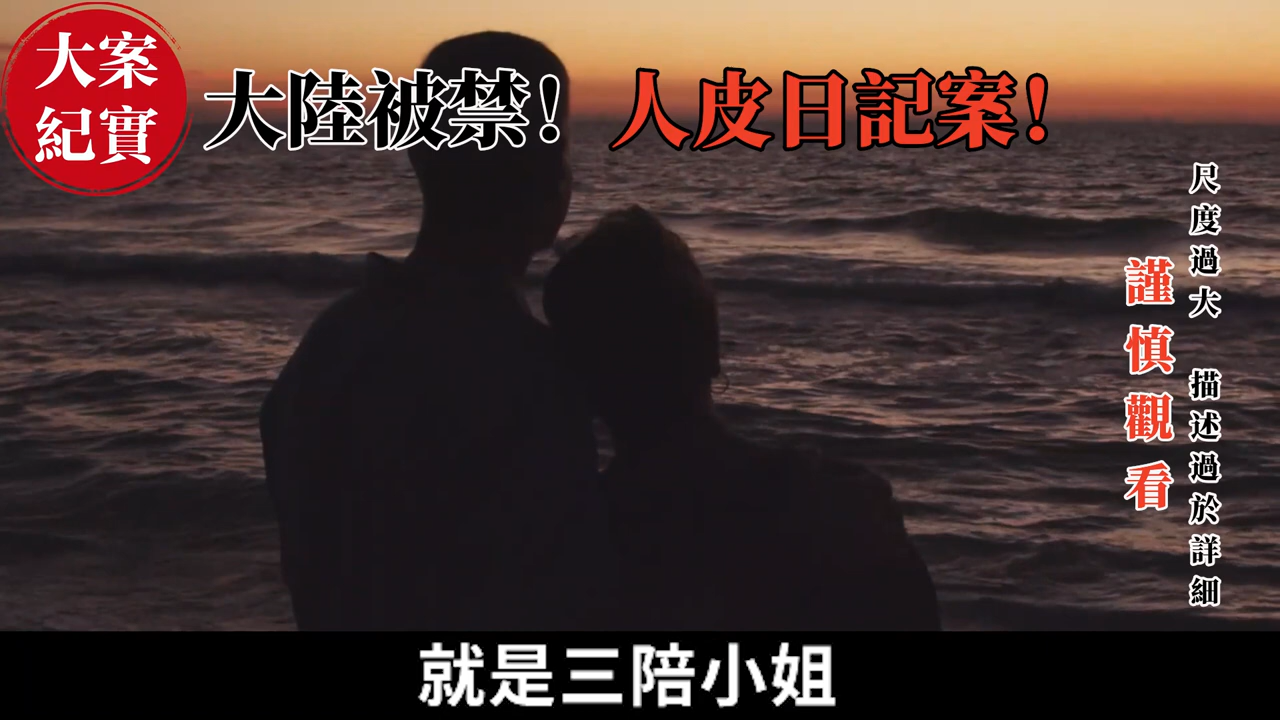 大案
紀實
大陸被禁！ 人皮日記案！
尺度過大 描述過於詳細
謹慎觀看
就是三陪小姐